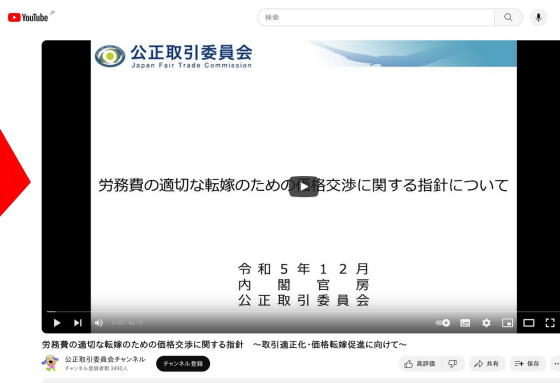 YouTube JP
検索
公正取引委員会
Japan Fair Trade Commission
労務費の適切な転嫁のための価格交渉に関する指針について
令和5年12月
内閣官房
公正取引委員会
労務費の適切な転嫁のための価格交渉に関する指針 ～取引適正化・価格転嫁促進に向けて～
公正取引委員会チャンネル
チャンネル登録者数 3490人
チャンネル登録
高評価
共有
保存